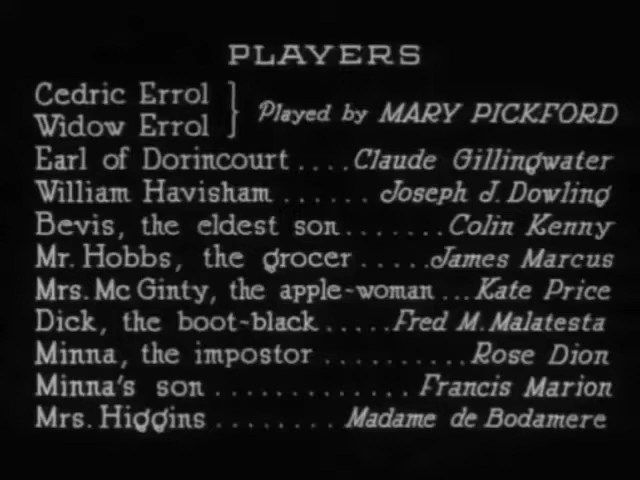 PLAYERS
Cedric Errol
Widow Errol
Played by MARY PICKFORD
Earl of Dorincourt .... Claude Gillingwater
William Havisham ...... Joseph J. Dowling
Bevis, the eldest son ....... Colin Kenny
Mr. Hobbs, the grocer ..... James Marcus
Mrs. Mc Ginty, the apple-woman ... Kate Price
Dick, the boot-black ..... Fred M. Malatesta
Minna, the impostor .......... Rose Dion
Minna's son ............. Francis Marion
Mrs. Higgins ........ Madame de Bodamere